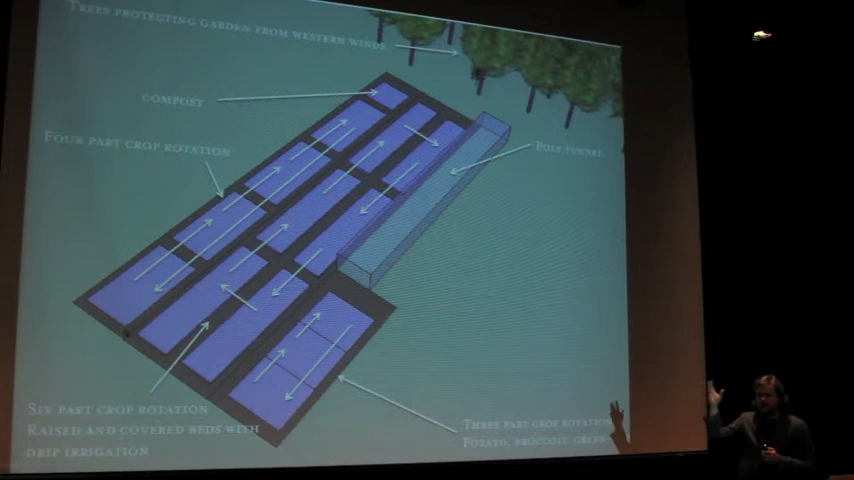 Trees protecting garden from western winds
Compost
Four part crop rotation
Poly tunnel
Six part crop rotation
Raised and covered beds with
drip irrigation
Three part crop rotation
Potato, broccoli, green